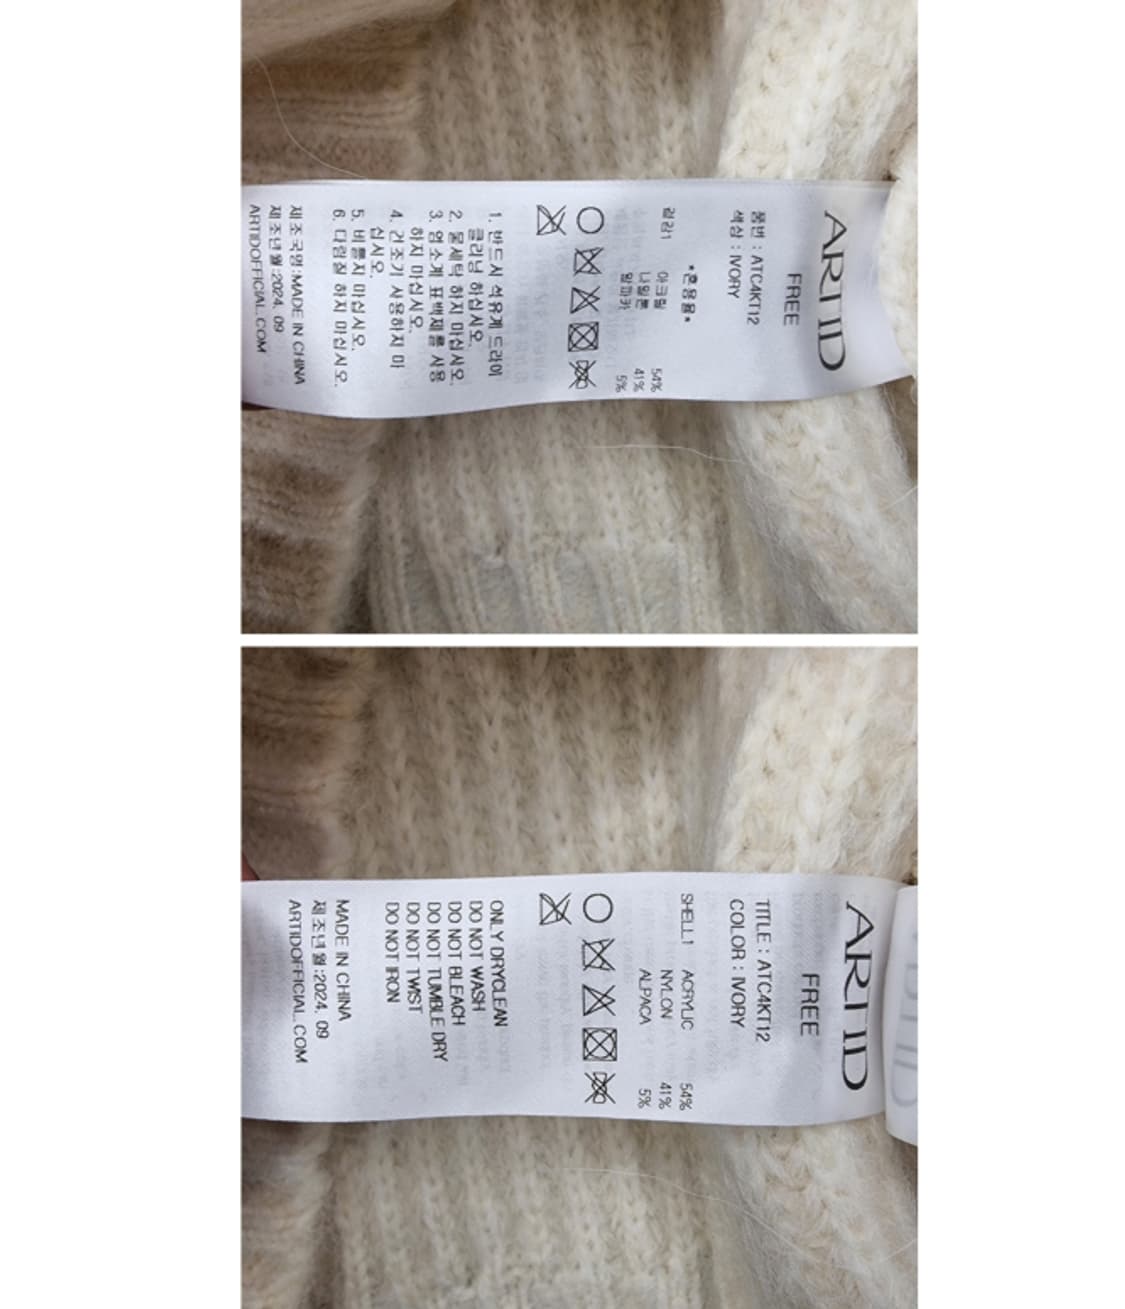 ARTID
FREE
품번 : ATC4KT12
색상 : IVORY
*혼용율*
겉감1 아크릴 54%
나일론 41%
알파카 5%
1. 반드시 석유계 드라이
클리닝 하십시오.
2. 물세탁 하지 마십시오.
3. 염소계 표백제를 사용
하지 마십시오.
4. 건조기 사용하지 마
십시오.
5. 비틀지 마십시오.
6. 다림질 하지 마십시오.
제조국명:MADE IN CHINA
제조년월:2024. 09
ARTIDOFFICIAL.COM
ARTID
FREE
TITLE : ATC4KT12
COLOR : IVORY
SHELL1 ACRYLIC 54%
NYLON 41%
ALPACA 5%
ONLY DRYCLEAN
DO NOT WASH
DO NOT BLEACH
DO NOT TUMBLE DRY
DO NOT TWIST
DO NOT IRON
MADE IN CHINA
제조년월:2024. 09
ARTIDOFFICIAL.COM